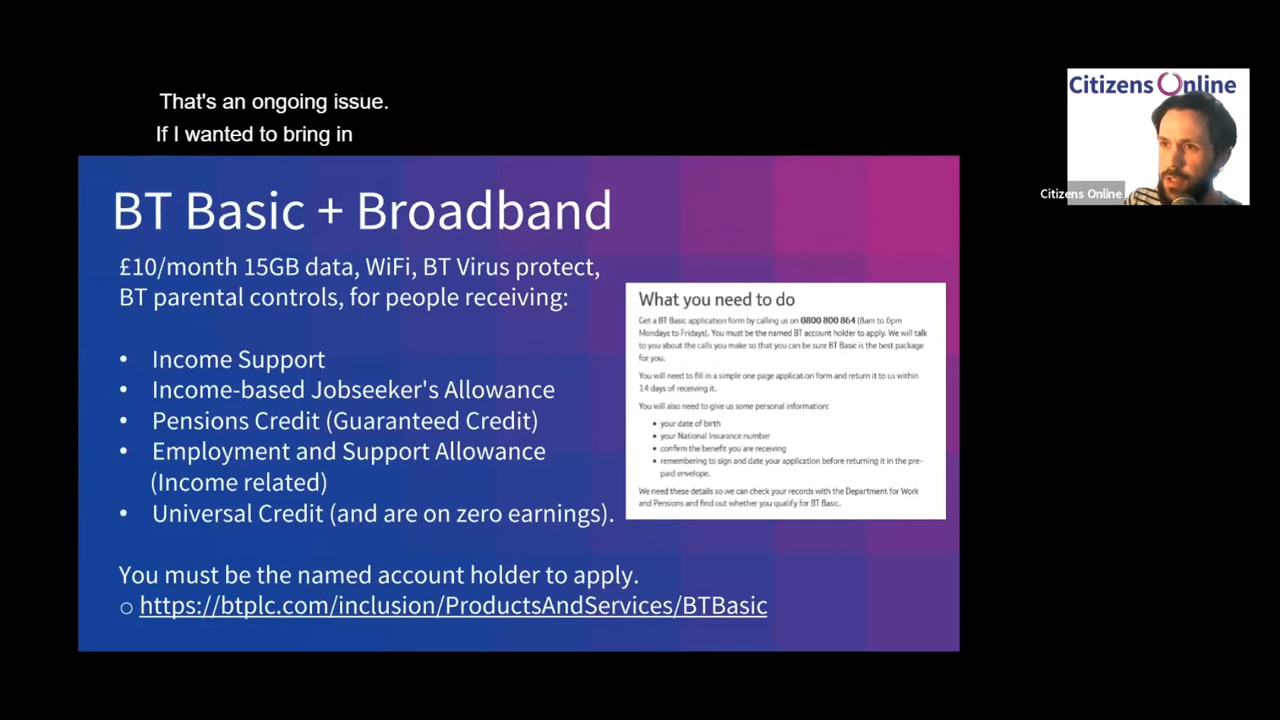 That's an ongoing issue.
If I wanted to bring in
Citizens Online
Citizens Online
BT Basic + Broadband
£10/month 15GB data, WiFi, BT Virus protect,
BT parental controls, for people receiving:
• Income Support
• Income-based Jobseeker's Allowance
• Pensions Credit (Guaranteed Credit)
• Employment and Support Allowance
(Income related)
• Universal Credit (and are on zero earnings).
You must be the named account holder to apply.
○ https://btplc.com/inclusion/ProductsAndServices/BTBasic
What you need to do
Get a BT Basic application form by calling us on 0800 800 864 (8am to 6pm
Mondays to Fridays). You must be the named BT account holder to apply. We will talk
to you about the calls you make so that you can be sure BT Basic is the best package
for you.
You will need to fill in a simple one page application form and return it to us within
14 days of receiving it.
You will also need to give us some personal information:
• your date of birth
• your National Insurance number
• confirm the benefit you are receiving
• remembering to sign and date your application before returning it in the pre-
paid envelope.
We need these details so we can check your records with the Department for Work
and Pensions and find out whether you qualify for BT Basic.